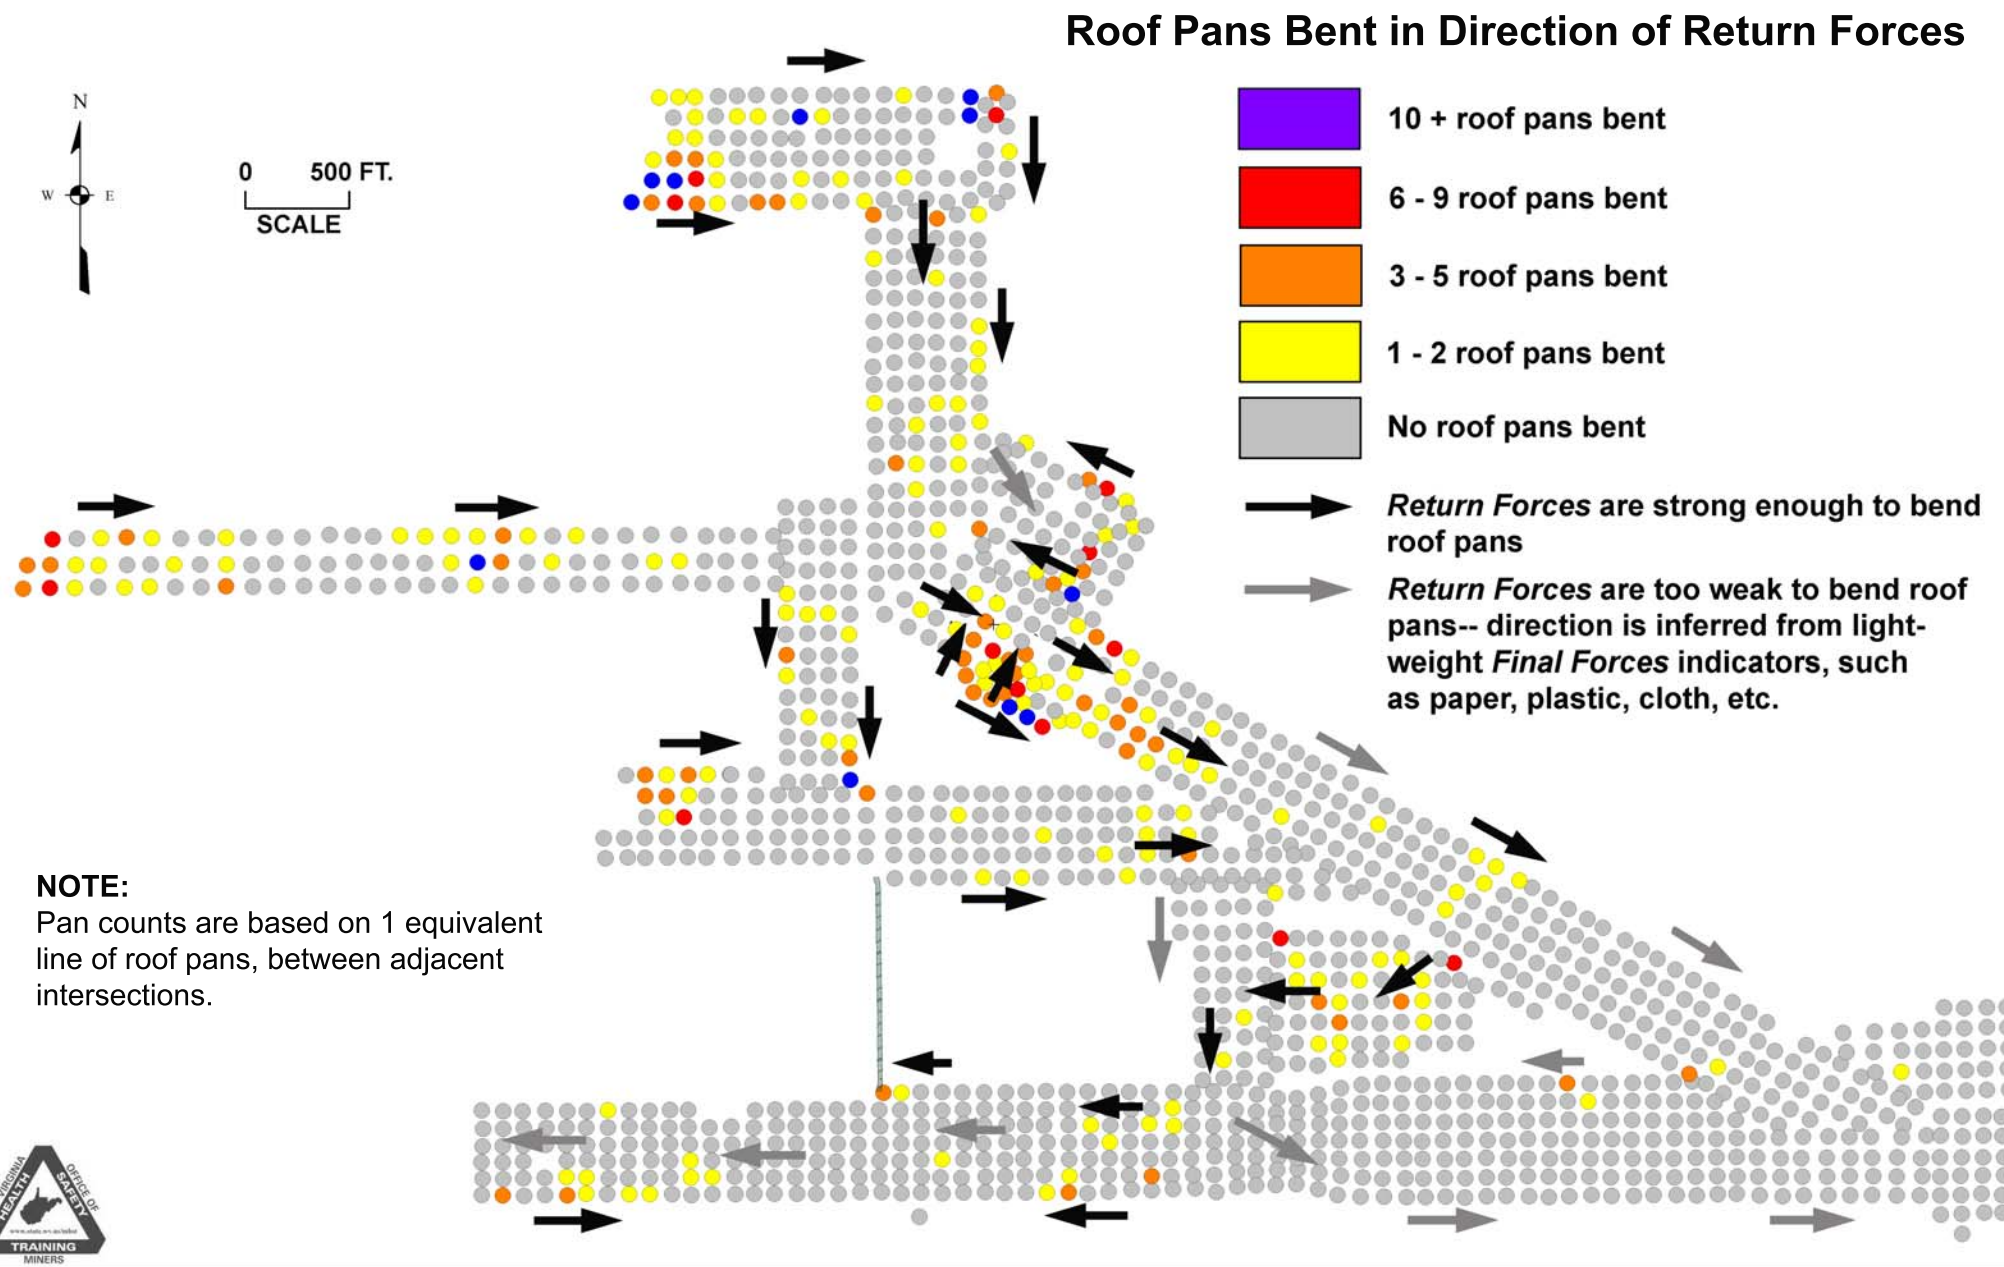 Roof Pans Bent in Direction of Return Forces
N
W
E
0 500 FT.
SCALE
10 + roof pans bent
6 - 9 roof pans bent
3 - 5 roof pans bent
1 - 2 roof pans bent
No roof pans bent
Return Forces are strong enough to bend
roof pans
Return Forces are too weak to bend roof
pans-- direction is inferred from light-
weight Final Forces indicators, such
as paper, plastic, cloth, etc.
NOTE:
Pan counts are based on 1 equivalent
line of roof pans, between adjacent
intersections.
VIRGINIA
HEALTH
SAFETY
OFFICE OF
TRAINING
MINERS